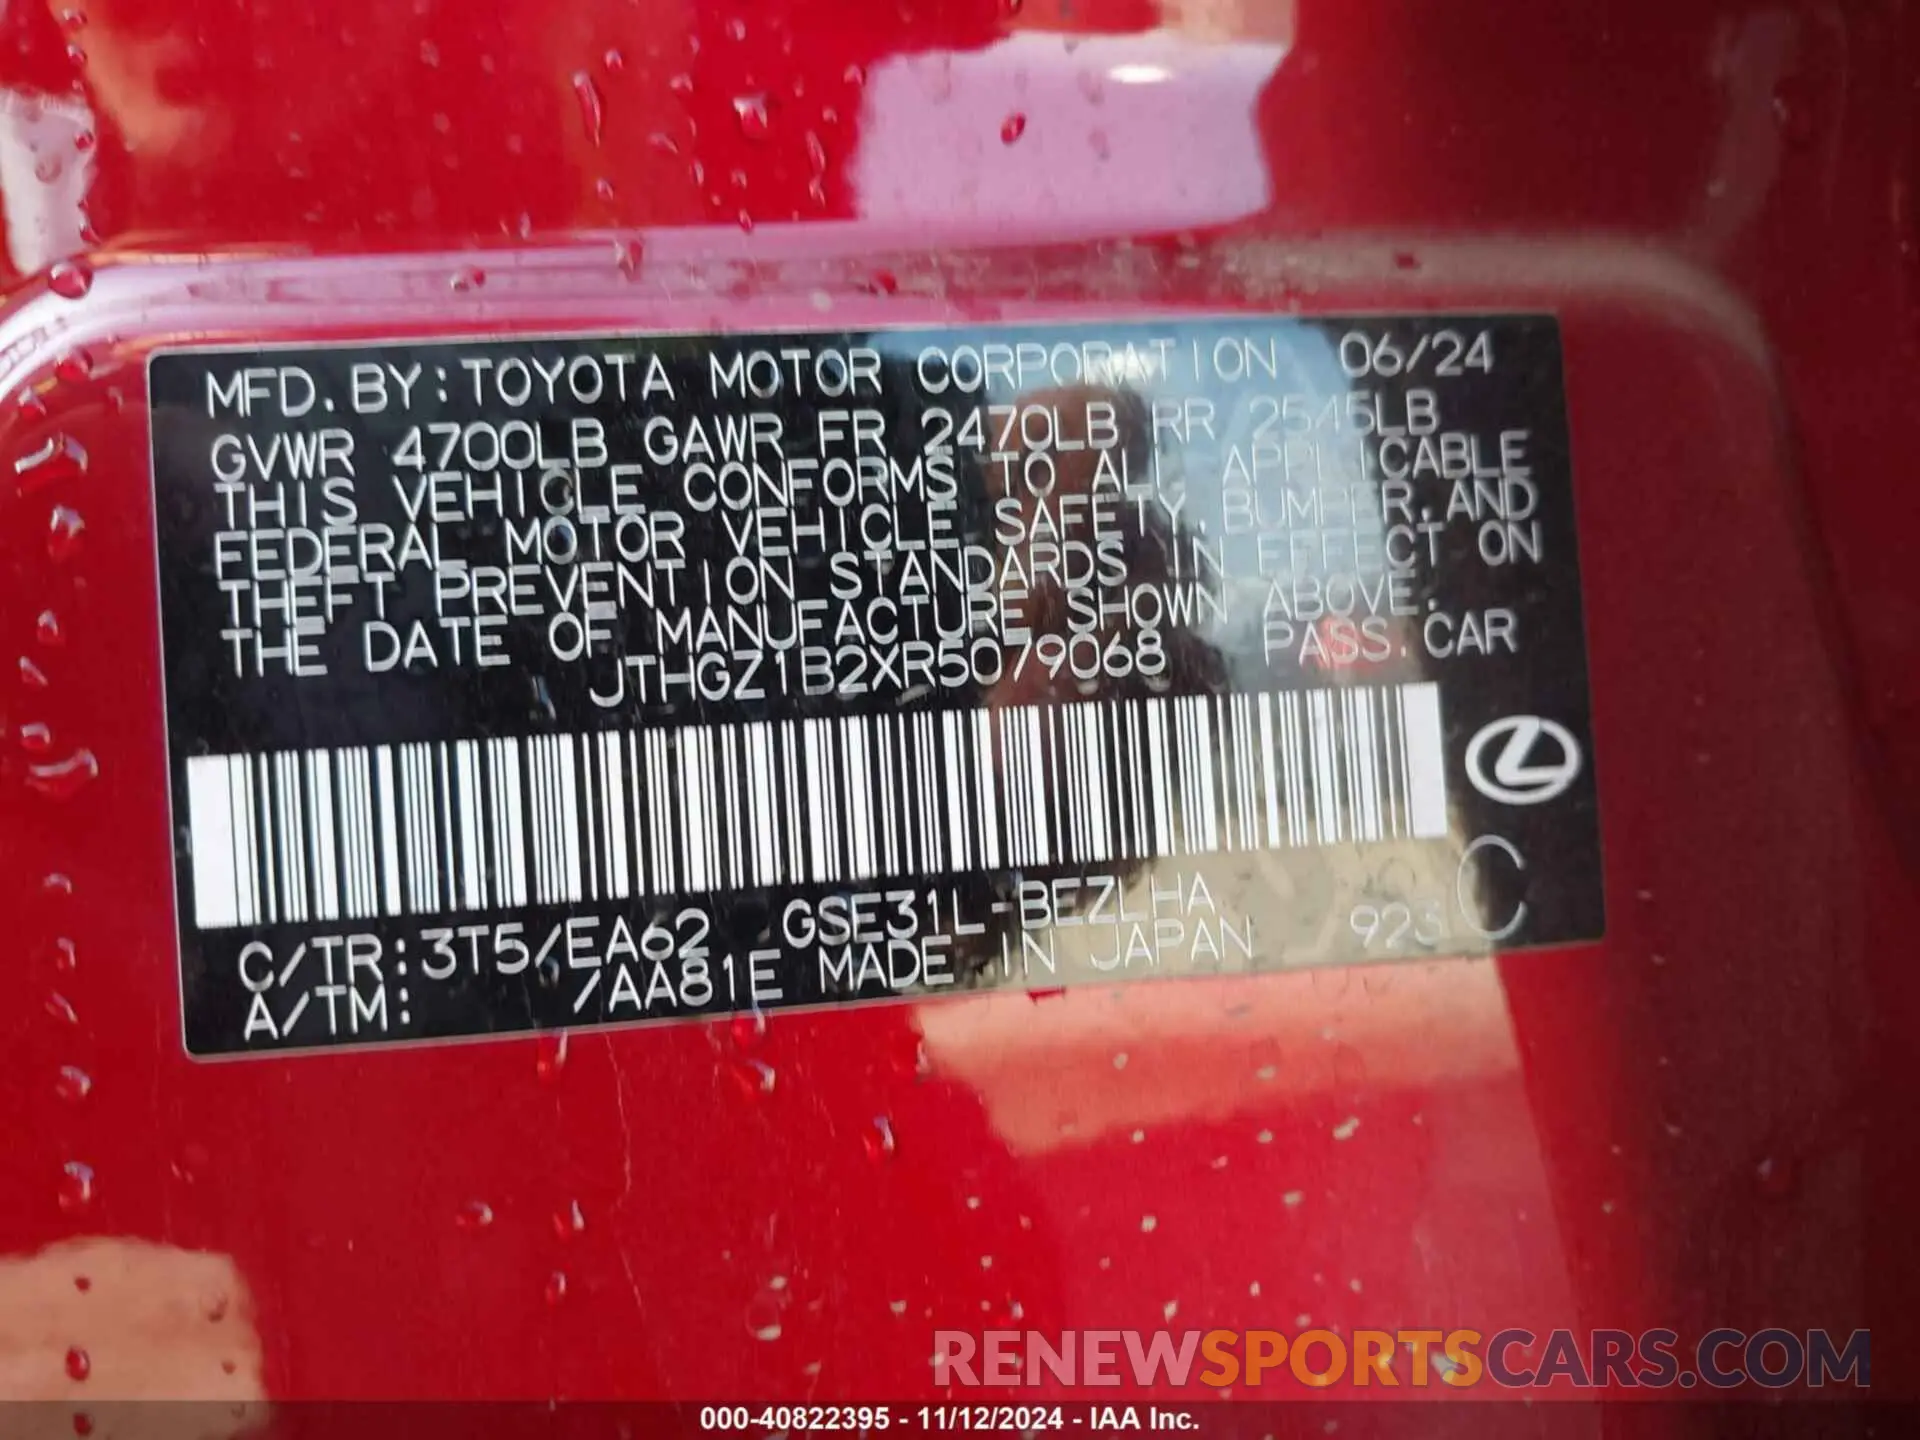 MFD. BY: TOYOTA MOTOR CORPORATION 06/24
GVWR 4700LB GAWR FR 2470LB RR 2545LB
THIS VEHICLE CONFORMS TO ALL APPLICABLE
FEDERAL MOTOR VEHICLE SAFETY, BUMPER, AND
THEFT PREVENTION STANDARDS IN EFFECT ON
THE DATE OF MANUFACTURE SHOWN ABOVE.
JTHGZ1B2XR5079068 PASS. CAR
C/TR: 3T5/EA62 GSE31L-BEZLHA
A/TM: /AA81E MADE IN JAPAN 923 C
RENEWSPORTSCARS.COM
000-40822395 - 11/12/2024 - IAA Inc.